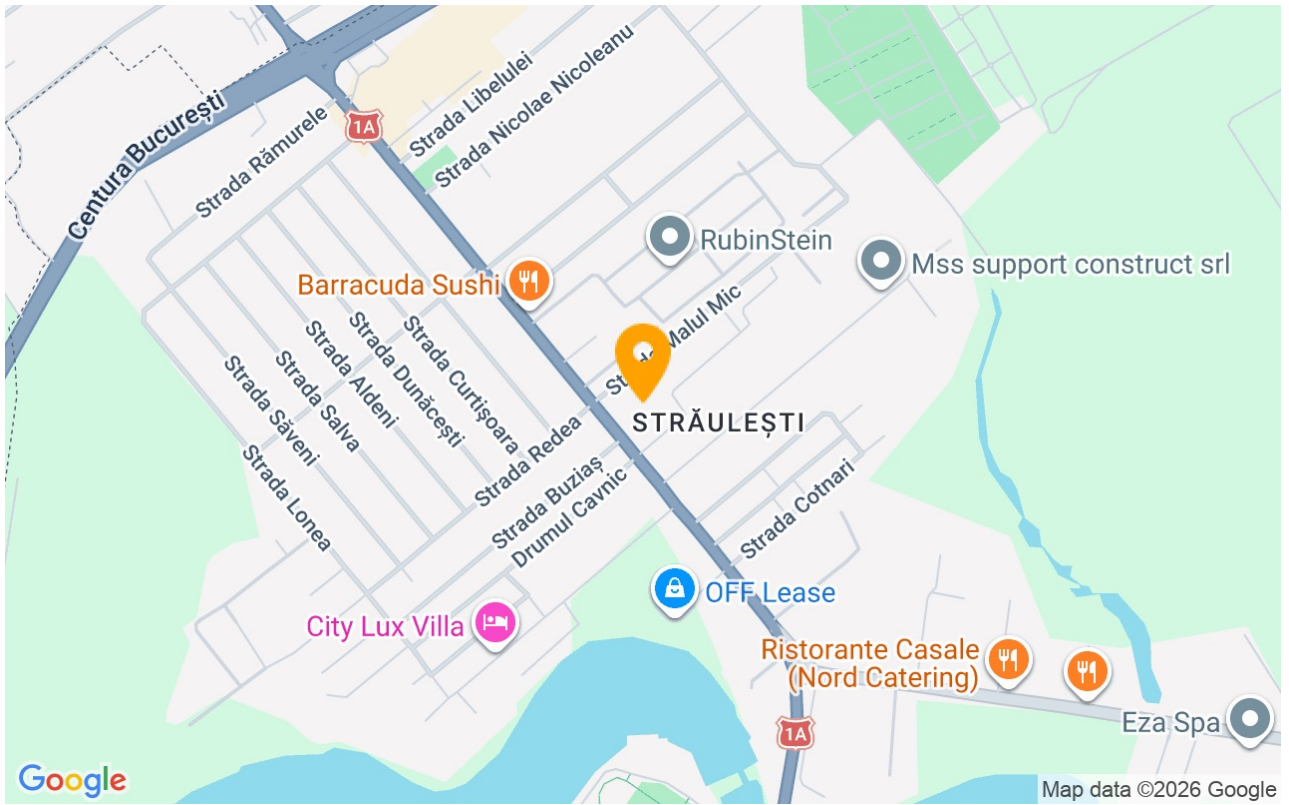 Strada Libelulei
Strada Nicolae Nicoleanu
1A
Centura București
Strada Rămurele
RubinStein
Mss support construct srl
Barracuda Sushi
Strada Malul Mic
Strada Curtișoara
Strada Dunăcești
Strada Aldeni
Strada Salva
Strada Săveni
STRĂULEȘTI
Strada Redea
Strada Buziaș
Strada Lonea
Drumul Cavnic
Strada Cotnari
OFF Lease
City Lux Villa
Ristorante Casale
(Nord Catering)
Eza Spa
1A
Google
Map data ©2026 Google